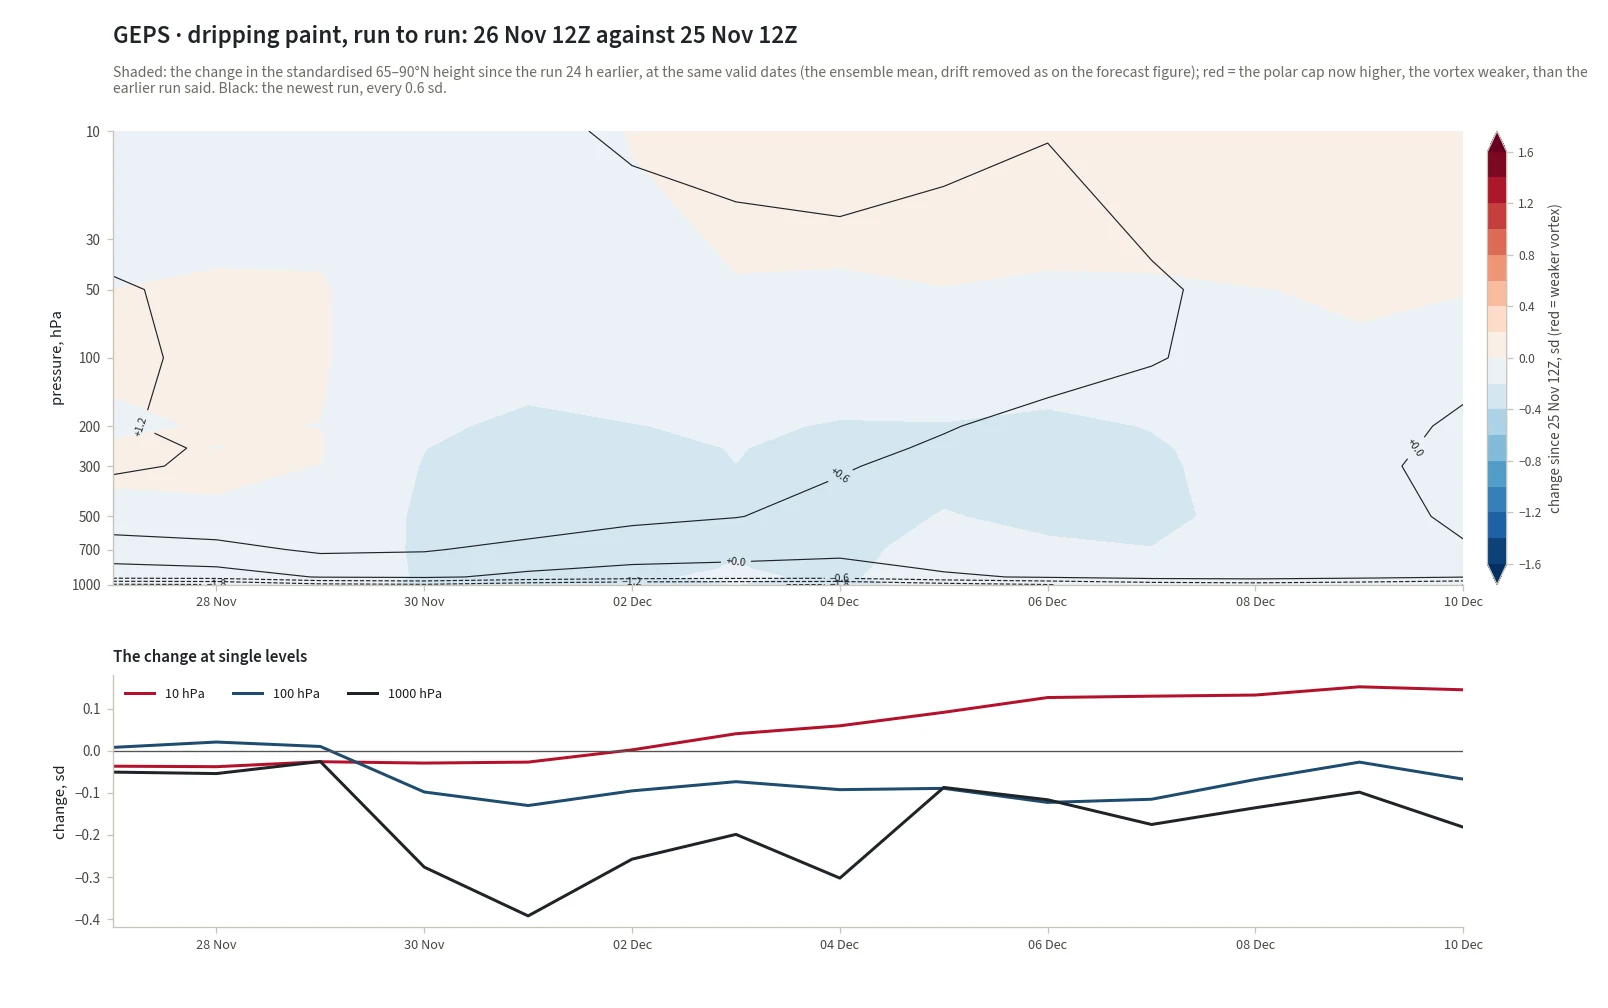 GEPS · dripping paint, run to run: 26 Nov 12Z against 25 Nov 12Z
Shaded: the change in the standardised 65–90°N height since the run 24 h earlier, at the same valid dates (the ensemble mean, drift removed as on the forecast figure); red = the polar cap now higher, the vortex weaker, than the
earlier run said. Black: the newest run, every 0.6 sd.
pressure, hPa
10
30
50
100
200
300
500
700
1000
+1.2
+0.6
+0.0
+0.0
−0.6
−1.2
28 Nov
30 Nov
02 Dec
04 Dec
06 Dec
08 Dec
10 Dec
1.6
1.2
0.8
0.4
0.0
−0.4
−0.8
−1.2
−1.6
change since 25 Nov 12Z, sd (red = weaker vortex)
The change at single levels
10 hPa
100 hPa
1000 hPa
change, sd
0.1
0.0
−0.1
−0.2
−0.3
−0.4
28 Nov
30 Nov
02 Dec
04 Dec
06 Dec
08 Dec
10 Dec